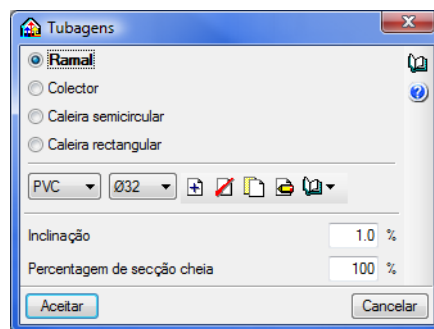 Tubagens
Ramal
Colector
Caleira semicircular
Caleira rectangular
PVC Ø32
Inclinação 1.0 %
Percentagem de secção cheia 100 %
Aceitar Cancelar